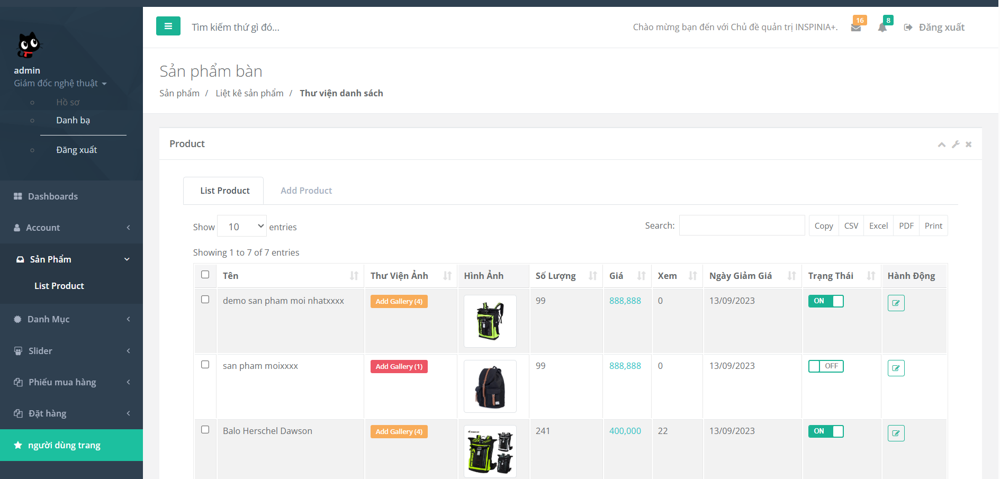 Tìm kiếm thứ gì đó...
Chào mừng bạn đến với Chủ đề quản trị INSPINIA+.
16
8
Đăng xuất
admin
Giám đốc nghệ thuật
Hồ sơ
Danh bạ
Đăng xuất
Dashboards
Account
Sản Phẩm
List Product
Danh Mục
Slider
Phiếu mua hàng
Đặt hàng
người dùng trang
Sản phẩm bàn
Sản phẩm / Liệt kê sản phẩm / Thư viện danh sách
Product
List Product
Add Product
Show 10 entries
Search:
Copy CSV Excel PDF Print
Showing 1 to 7 of 7 entries
Tên Thư Viện Ảnh Hình Ảnh Số Lượng Giá Xem Ngày Giảm Giá Trạng Thái Hành Động
demo san pham moi nhatxxxx Add Gallery (4) 99 888,888 0 13/09/2023 ON
san pham moixxxx Add Gallery (1) 99 888,888 0 13/09/2023 OFF
Balo Herschel Dawson Add Gallery (4) 241 400,000 22 13/09/2023 ON